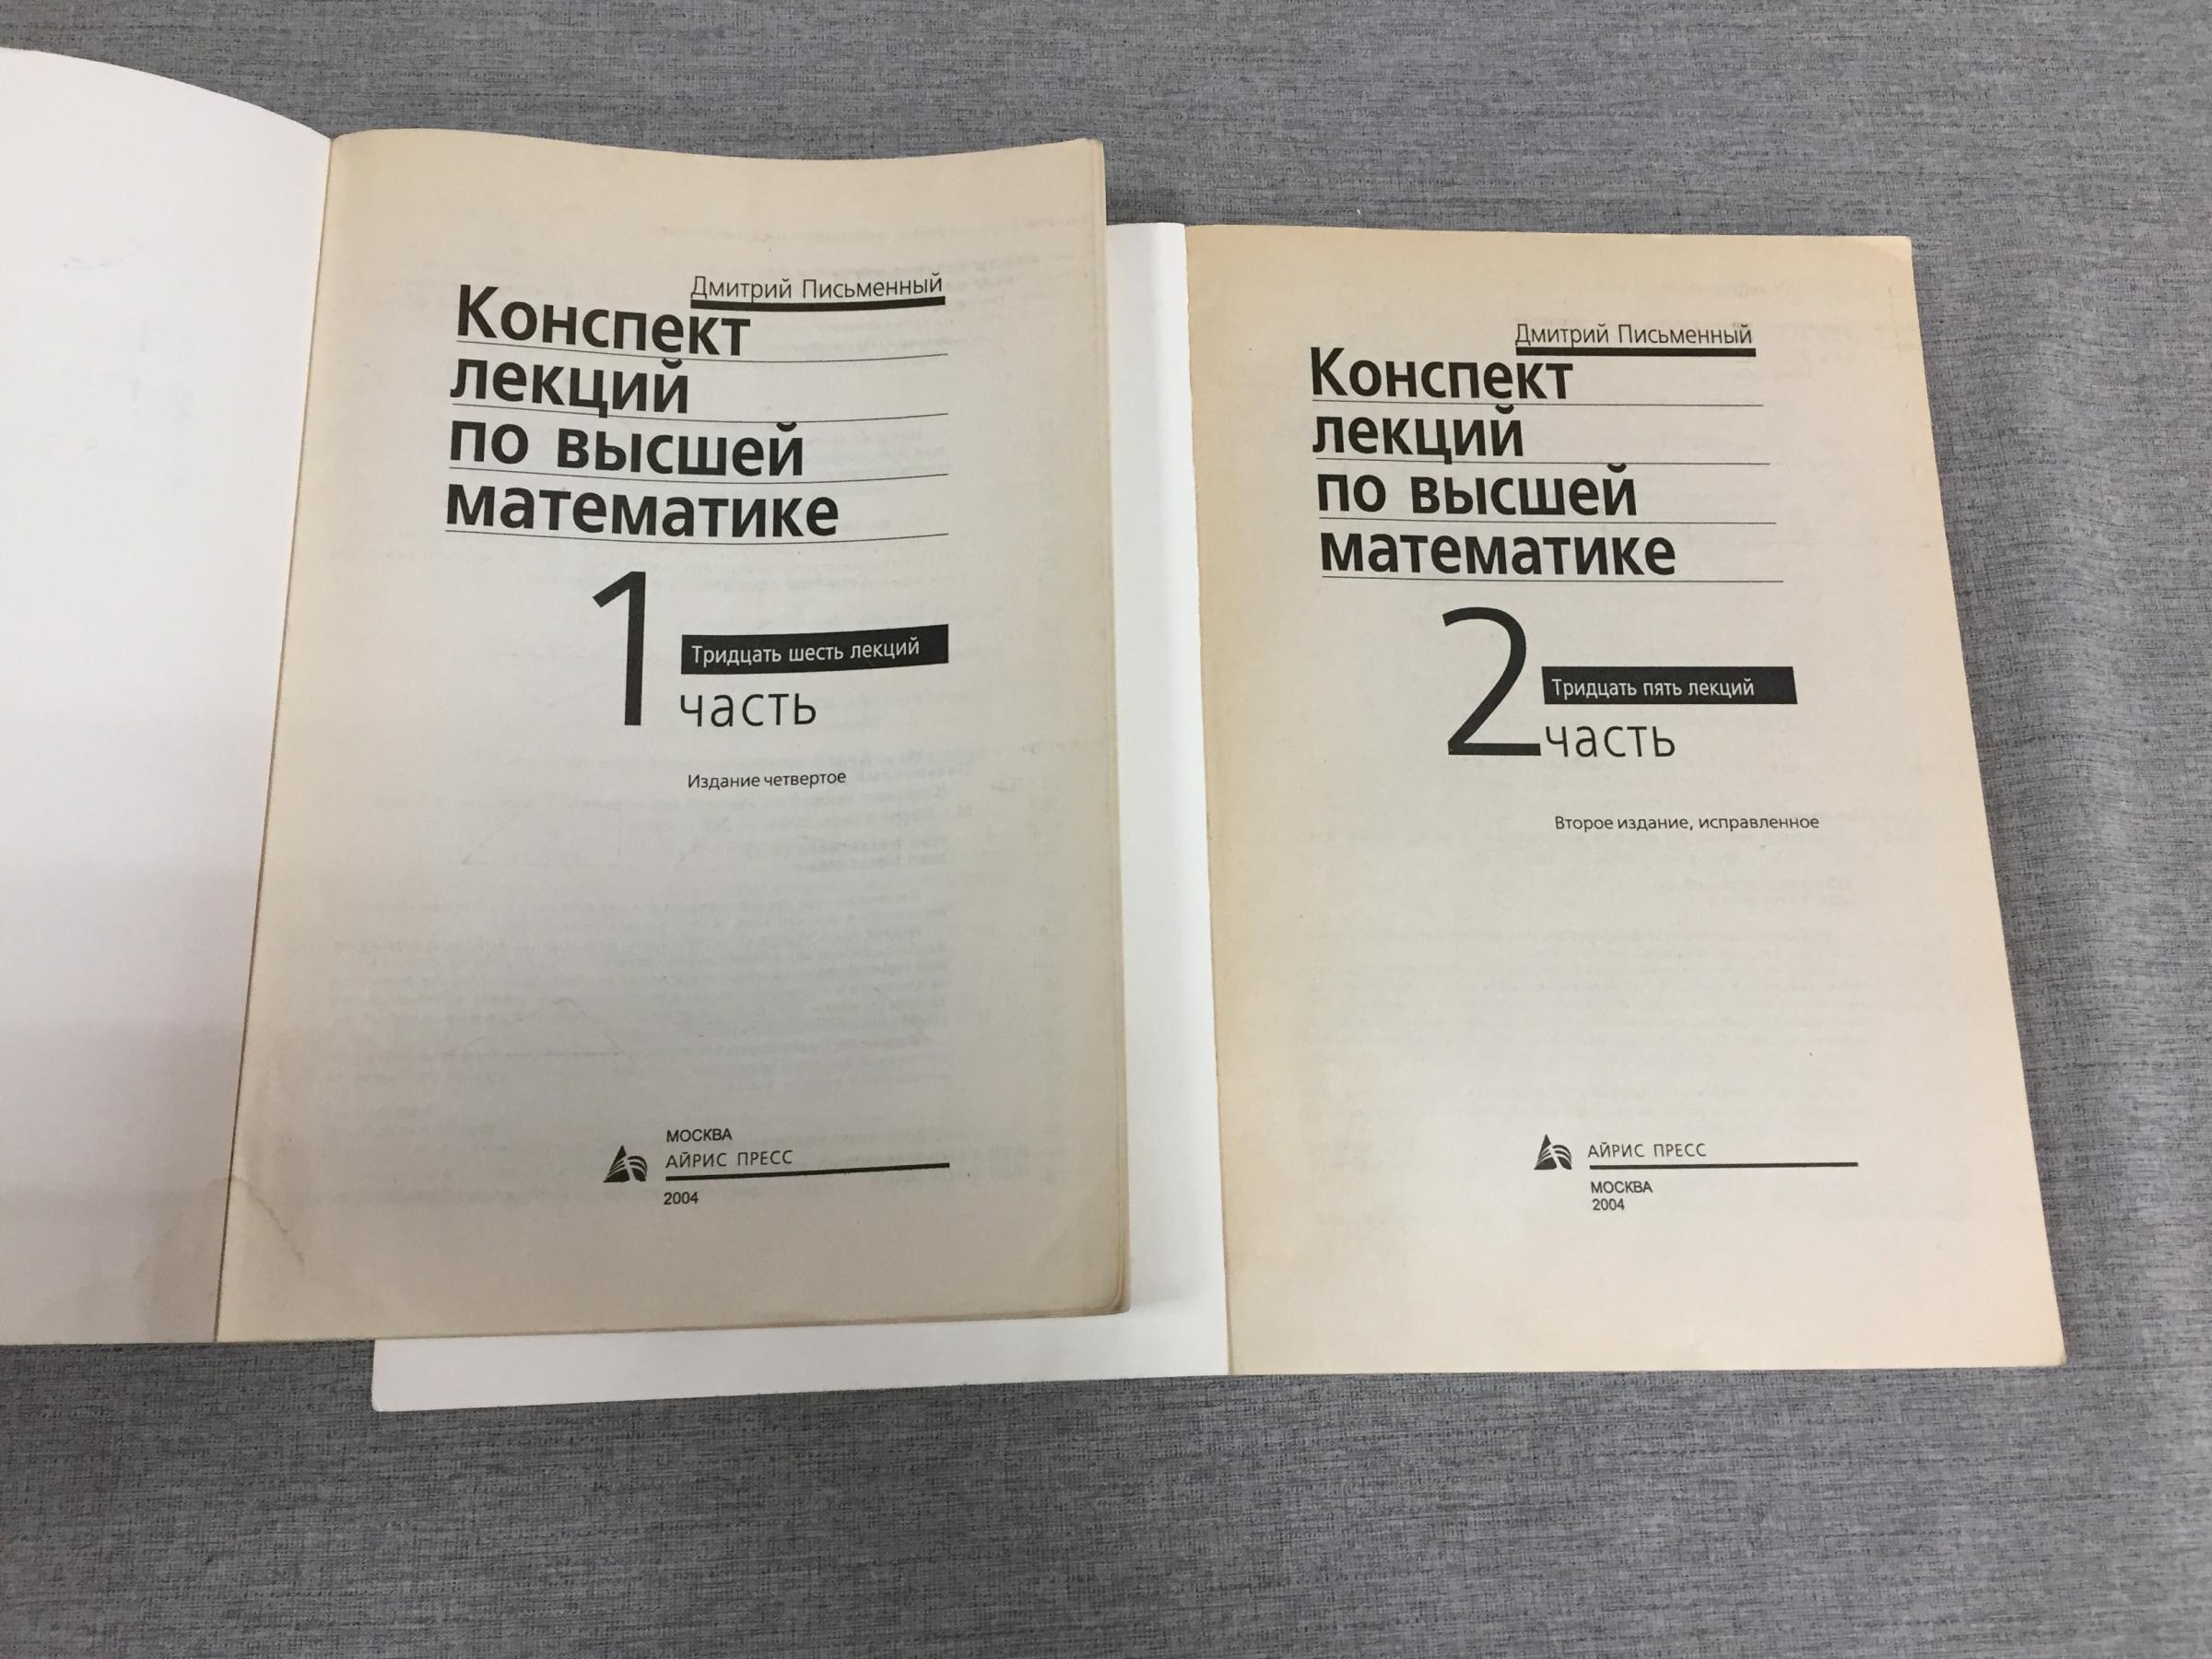 Дмитрий Письменный
Конспект
лекций
по высшей
математике
1
Тридцать шесть лекций
часть
Издание четвертое
МОСКВА
АЙРИС ПРЕСС
2004
Дмитрий Письменный
Конспект
лекций
по высшей
математике
2
Тридцать пять лекций
часть
Второе издание, исправленное
АЙРИС ПРЕСС
МОСКВА
2004